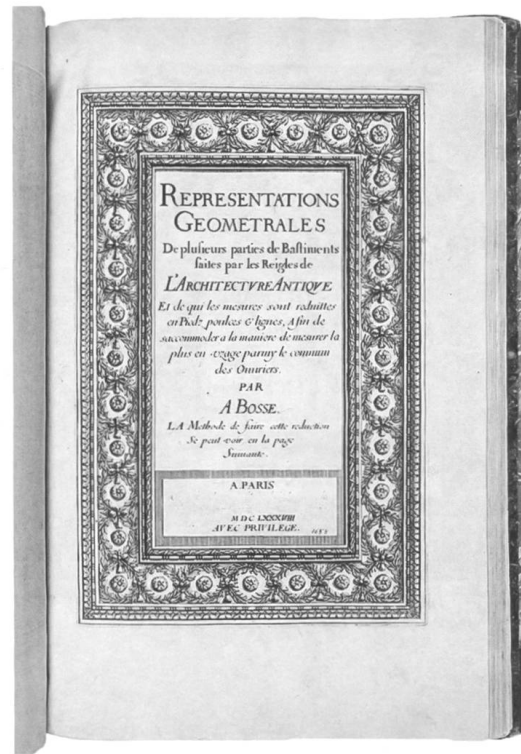 REPRESENTATIONS
GEOMETRALES
De plusieurs parties de Bastiments
faites par les Reigles de
L'ARCHITECTVRE ANTIQVE
Et de qui les mesures sont reduittes
en Piedz poulces & lignes, Afin de
saccommoder a la maniere de mesurer la
plus en vzage parmy le commun
des Ouuriers.
PAR
A BOSSE.
LA Methode de faire cette reduction
Se peut voir en la page
Suiuante.
A PARIS
MDC LXXXVIII
AVEC PRIVILEGE.